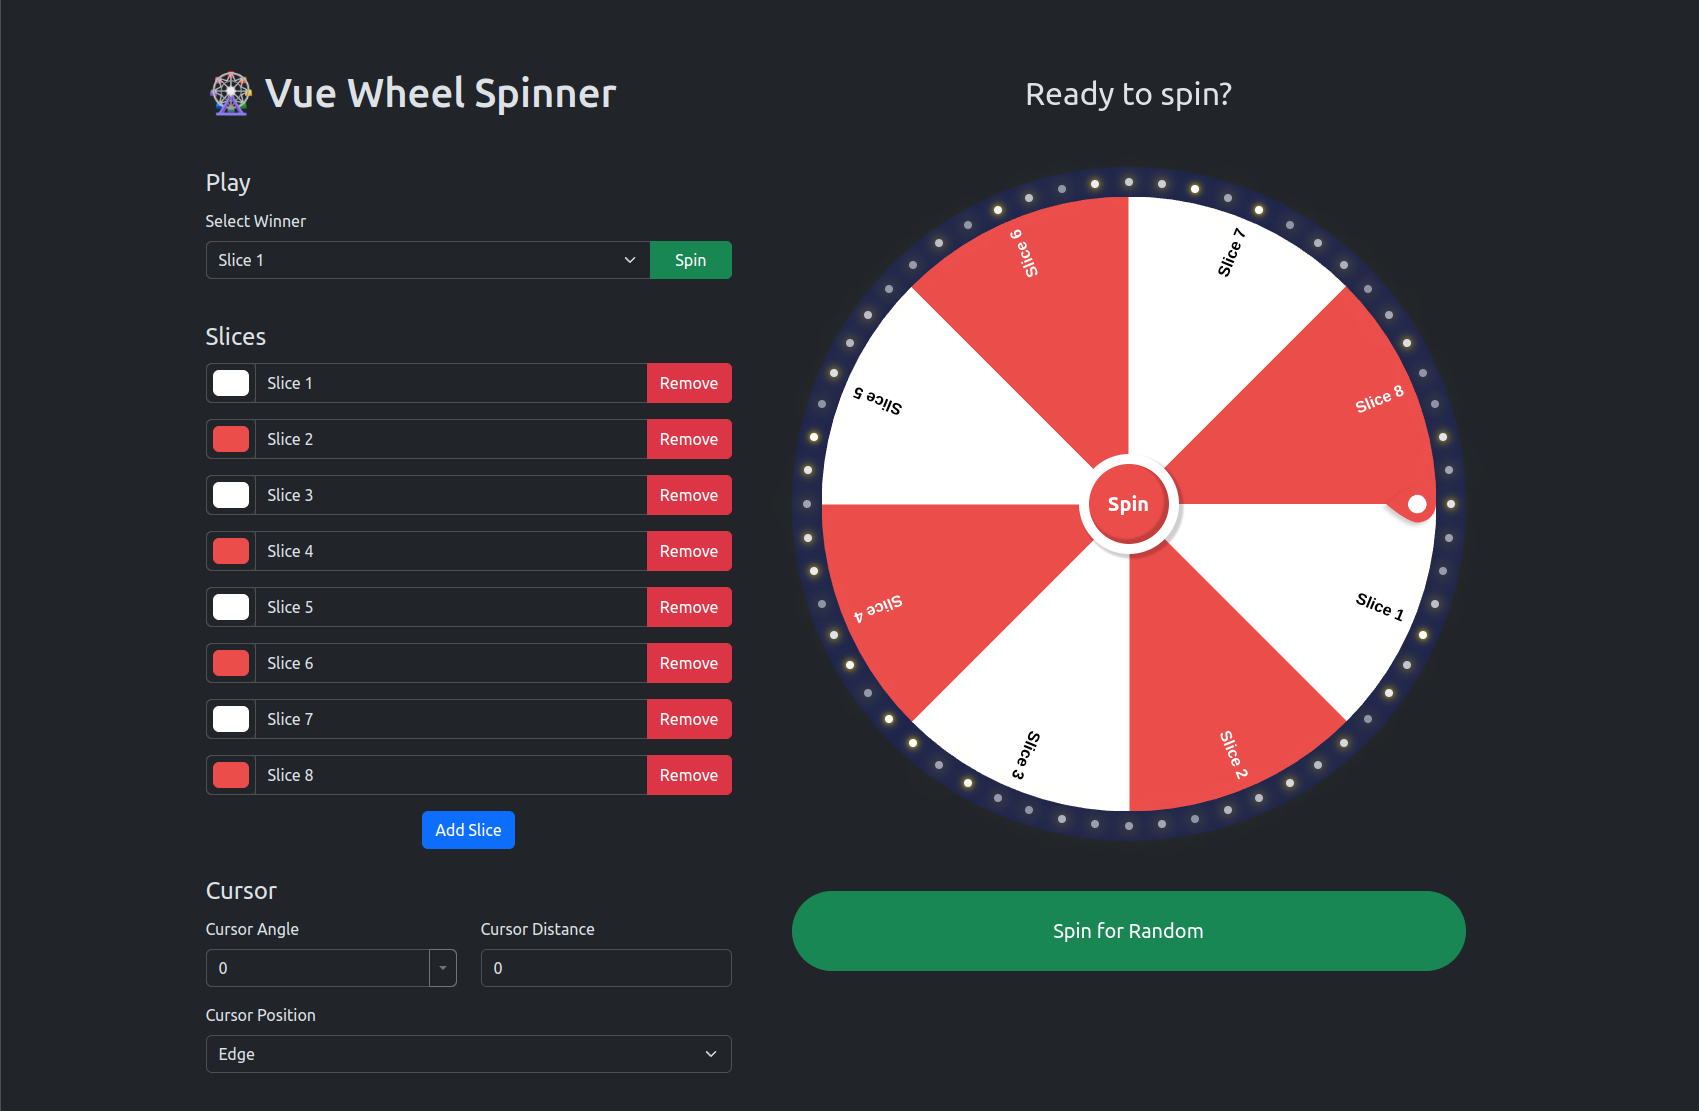 Vue Wheel Spinner
Play
Select Winner
Slice 1
Spin
Slices
Slice 1 Remove
Slice 2 Remove
Slice 3 Remove
Slice 4 Remove
Slice 5 Remove
Slice 6 Remove
Slice 7 Remove
Slice 8 Remove
Add Slice
Cursor
Cursor Angle
0
Cursor Distance
0
Cursor Position
Edge
Ready to spin?
Slice 6
Slice 7
Slice 5
Slice 8
Spin
Slice 4
Slice 1
Slice 3
Slice 2
Spin for Random